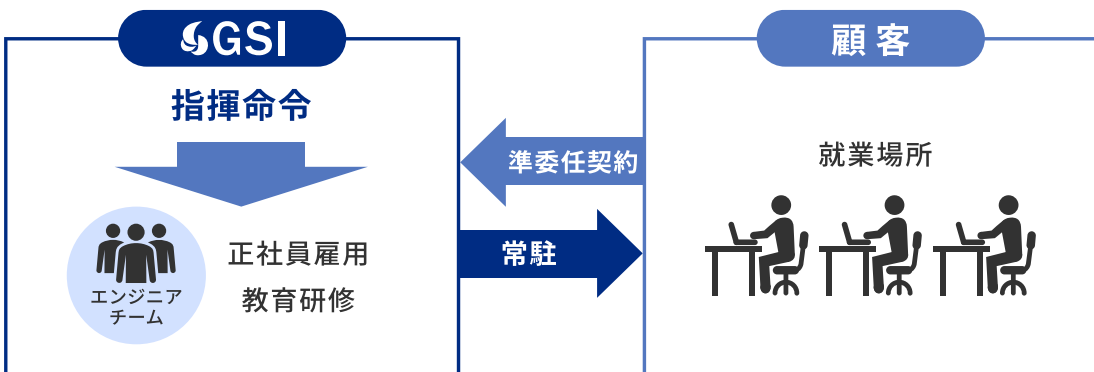 GSI
指揮命令
エンジニア
チーム
正社員雇用
教育研修
準委任契約
常駐
顧客
就業場所